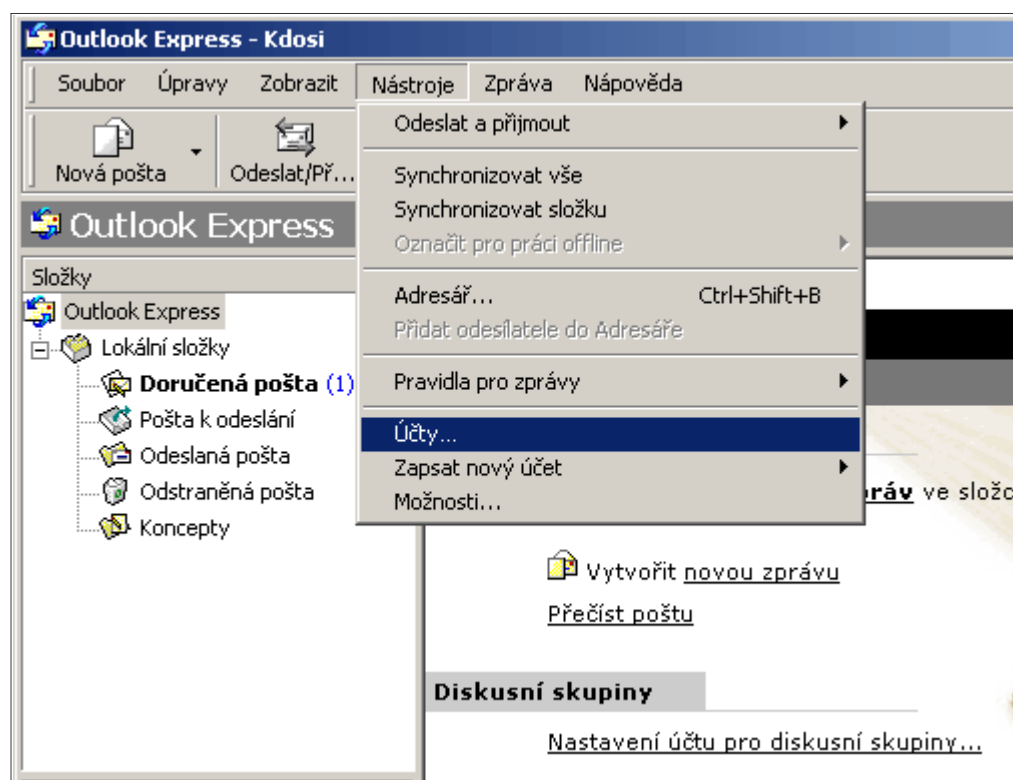 Outlook Express - Kdosi
Soubor Úpravy Zobrazit Nástroje Zpráva Nápověda
Nová pošta Odeslat/Př...
Outlook Express
Složky
Outlook Express
Lokální složky
Doručená pošta (1)
Pošta k odeslání
Odeslaná pošta
Odstraněná pošta
Koncepty
Odeslat a přijmout
Synchronizovat vše
Synchronizovat složku
Označit pro práci offline
Adresář... Ctrl+Shift+B
Přidat odesílatele do Adresáře
Pravidla pro zprávy
Účty...
Zapsat nový účet
Možnosti...
ve
Vytvořit novou zprávu
Přečíst poštu
Diskusní skupiny
Nastavení účtu pro diskusní skupiny...